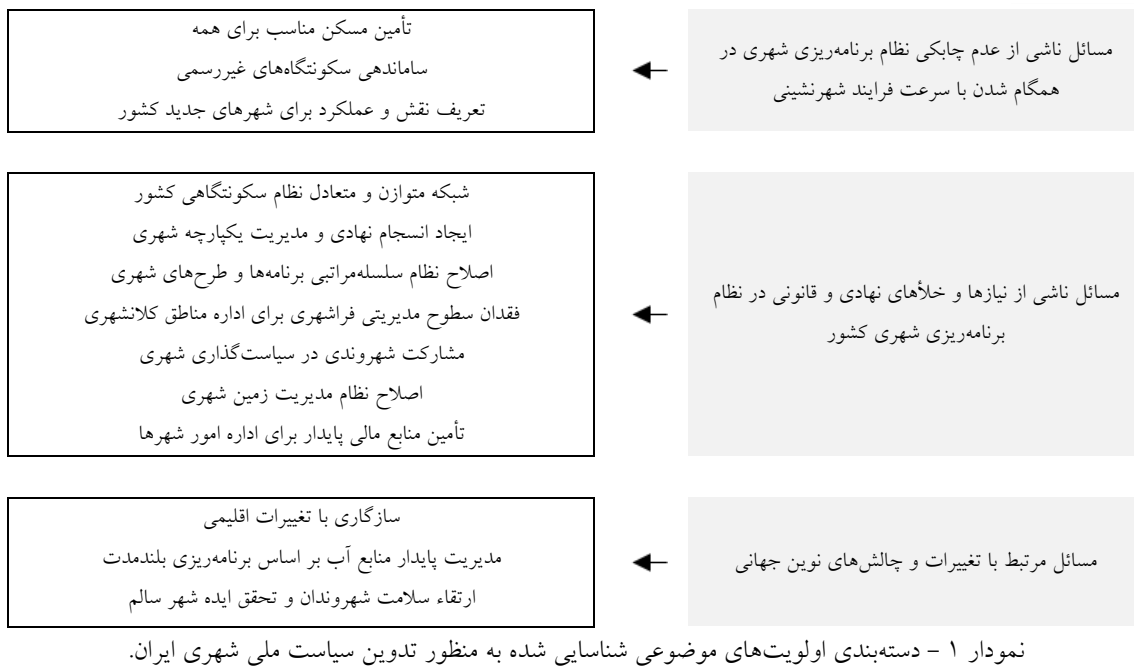 مسائل ناشی از عدم چابکی نظام برنامه‌ریزی شهری در
همگام شدن با سرعت فرایند شهرنشینی
تأمین مسکن مناسب برای همه
ساماندهی سکونتگاه‌های غیررسمی
تعریف نقش و عملکرد برای شهرهای جدید کشور
مسائل ناشی از نیازها و خلأهای نهادی و قانونی در نظام
برنامه‌ریزی شهری کشور
شبکه متوازن و متعادل نظام سکونتگاهی کشور
ایجاد انسجام نهادی و مدیریت یکپارچه شهری
اصلاح نظام سلسله‌مراتبی برنامه‌ها و طرح‌های شهری
فقدان سطوح مدیریتی فراشهری برای اداره مناطق کلانشهری
مشارکت شهروندی در سیاست‌گذاری شهری
اصلاح نظام مدیریت زمین شهری
تأمین منابع مالی پایدار برای اداره امور شهرها
مسائل مرتبط با تغییرات و چالش‌های نوین جهانی
سازگاری با تغییرات اقلیمی
مدیریت پایدار منابع آب بر اساس برنامه‌ریزی بلندمدت
ارتقاء سلامت شهروندان و تحقق ایده شهر سالم
نمودار ۱ - دسته‌بندی اولویت‌های موضوعی شناسایی شده به منظور تدوین سیاست ملی شهری ایران.